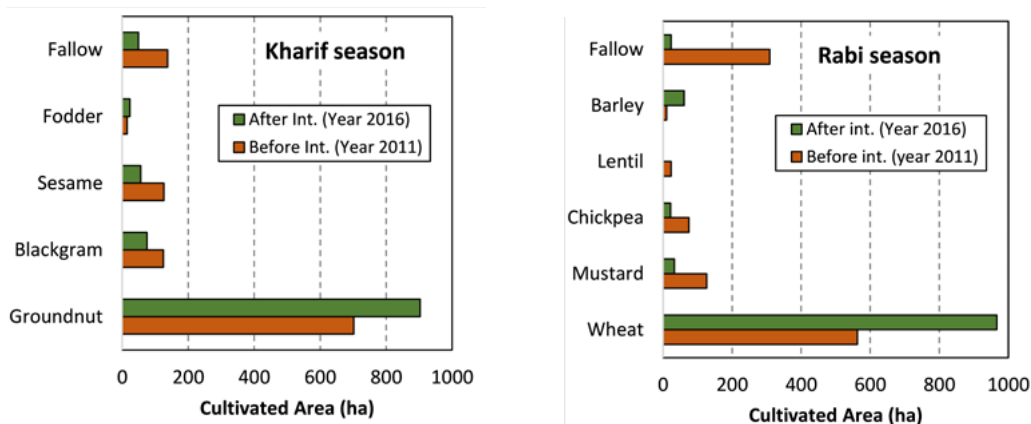 Kharif season
Fallow
Fodder
Sesame
Blackgram
Groundnut
After Int. (Year 2016)
Before Int. (Year 2011)
0 200 400 600 800 1000
Cultivated Area (ha)
Rabi season
Fallow
Barley
Lentil
Chickpea
Mustard
Wheat
After int. (Year 2016)
Before int. (year 2011)
0 200 400 600 800 1000
Cultivated Area (ha)